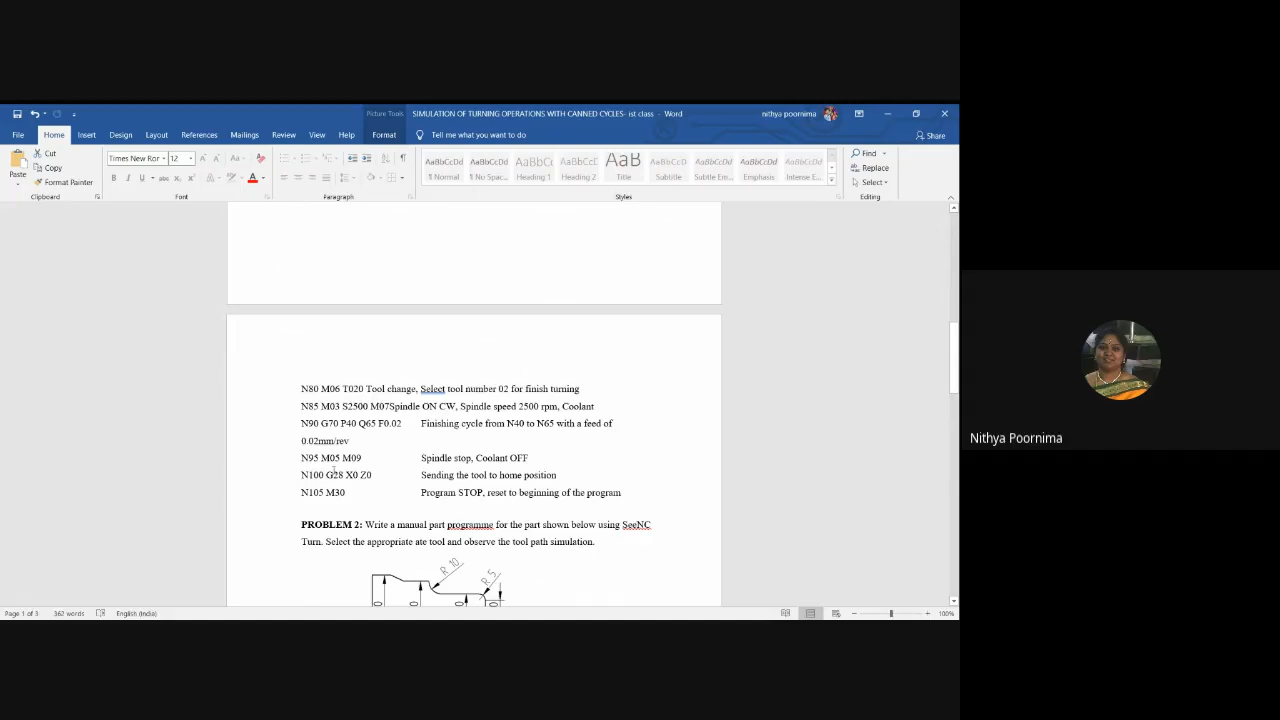 Picture Tools
SIMULATION OF TURNING OPERATIONS WITH CANNED CYCLES- ist class - Word
nithya poornima
File Home Insert Design Layout References Mailings Review View Help Format Tell me what you want to do
Share
Paste
Cut
Copy
Format Painter
Clipboard
Times New Ror 12
Font
Paragraph
AaBbCcDd AaBbCcDd AaBbC AaBbCcD AaB AaBbCcD AaBbCcD AaBbCcDd AaBbCcDd
¶ Normal ¶ No Spac... Heading 1 Heading 2 Title Subtitle Subtle Em... Emphasis Intense E...
Styles
Find
Replace
Select
Editing
N80 M06 T020 Tool change, Select tool number 02 for finish turning
N85 M03 S2500 M07Spindle ON CW, Spindle speed 2500 rpm, Coolant
N90 G70 P40 Q65 F0.02 Finishing cycle from N40 to N65 with a feed of
0.02mm/rev
N95 M05 M09 Spindle stop, Coolant OFF
N100 G28 X0 Z0 Sending the tool to home position
N105 M30 Program STOP, reset to beginning of the program
PROBLEM 2: Write a manual part programme for the part shown below using SeeNC
Turn. Select the appropriate ate tool and observe the tool path simulation.
R 10
R 5
Page 1 of 3 362 words English (India)
100%
Nithya Poornima